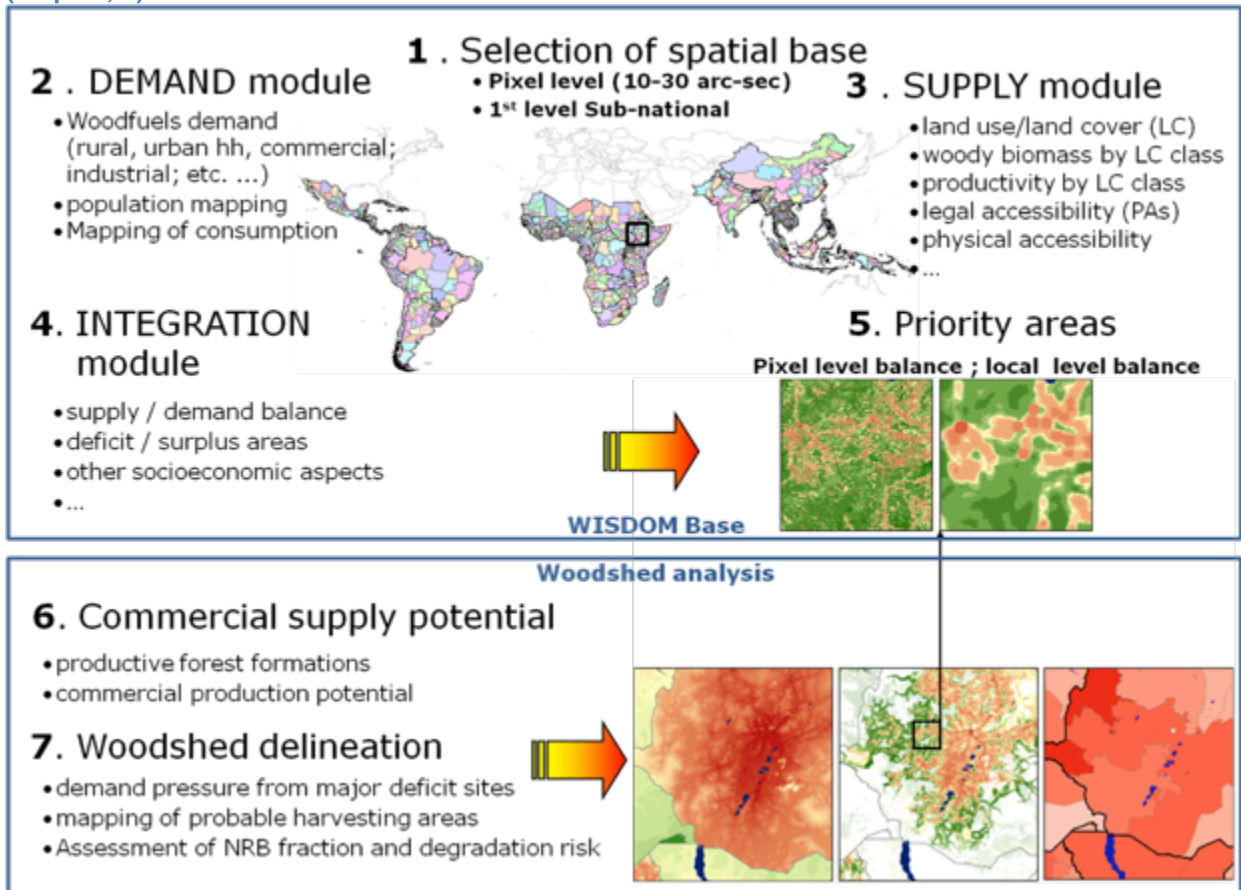 1 . Selection of spatial base
• Pixel level (10-30 arc-sec)
• 1st level Sub-national
2 . DEMAND module
• Woodfuels demand
(rural, urban hh, commercial;
industrial; etc. ...)
• population mapping
• Mapping of consumption
3 . SUPPLY module
• land use/land cover (LC)
• woody biomass by LC class
• productivity by LC class
• legal accessibility (PAs)
• physical accessibility
• ...
4. INTEGRATION
module
• supply / demand balance
• deficit / surplus areas
• other socioeconomic aspects
• ...
5. Priority areas
Pixel level balance ; local level balance
WISDOM Base
Woodshed analysis
6. Commercial supply potential
• productive forest formations
• commercial production potential
7. Woodshed delineation
• demand pressure from major deficit sites
• mapping of probable harvesting areas
• Assessment of NRB fraction and degradation risk